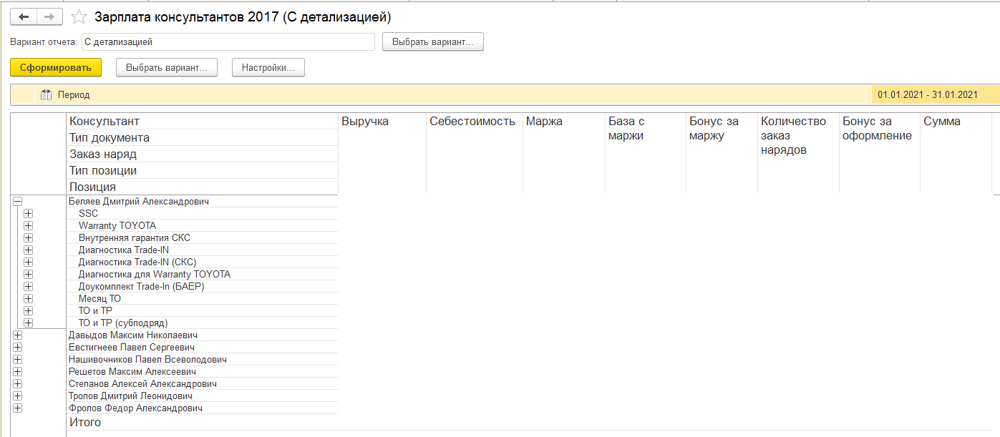 Зарплата консультантов 2017 (С детализацией)
Вариант отчета: С детализацией Выбрать вариант...
Сформировать Выбрать вариант... Настройки...
Период 01.01.2021 - 31.01.2021
Консультант
Тип документа
Заказ наряд
Тип позиции
Позиция
Выручка
Себестоимость
Маржа
База с
маржи
Бонус за
маржу
Количество
заказ
нарядов
Бонус за
оформление
Сумма
Беляев Дмитрий Александрович
SSC
Warranty TOYOTA
Внутренняя гарантия СКС
Диагностика Trade-IN
Диагностика Trade-IN (СКС)
Диагностика для Warranty TOYOTA
Доукомплект Trade-In (БАЕР)
Месяц ТО
ТО и ТР
ТО и ТР (субподряд)
Давыдов Максим Николаевич
Евстигнеев Павел Сергеевич
Нашивочников Павел Всеволодович
Решетов Максим Алексеевич
Степанов Алексей Александрович
Тропов Дмитрий Леонидович
Фролов Федор Александрович
Итого